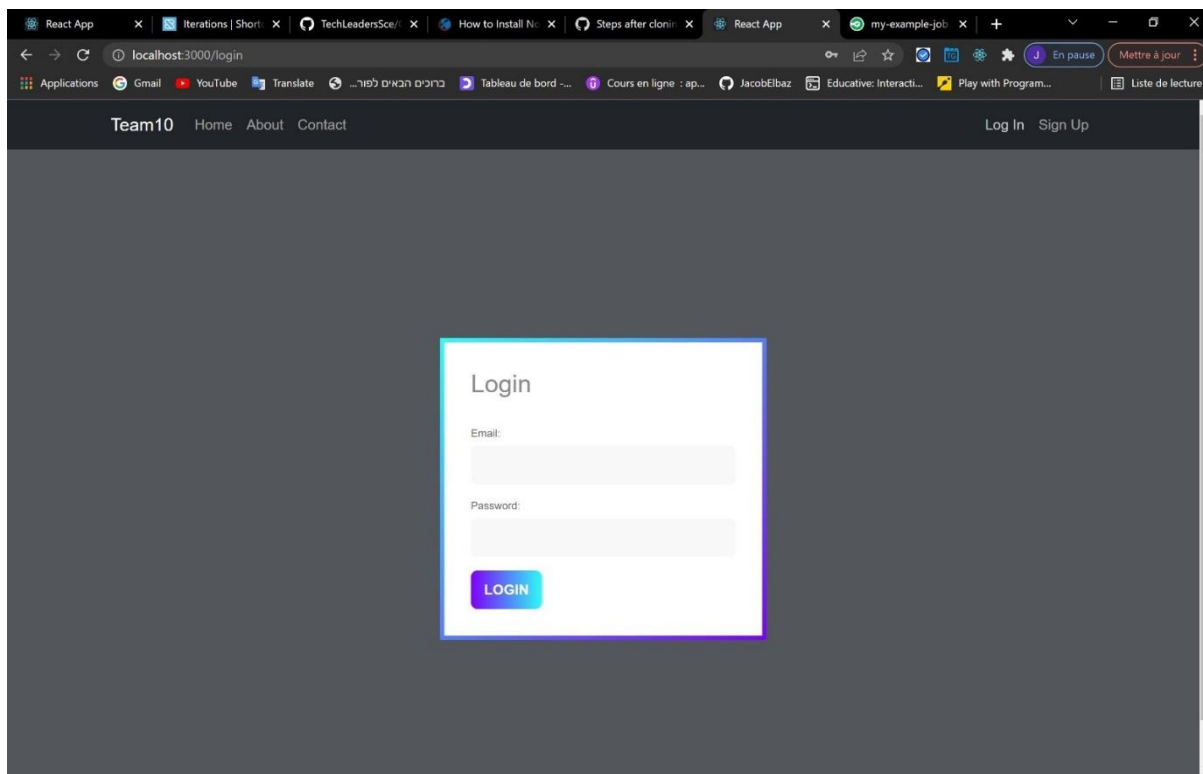 React App Iterations | Short TechLeadersSce/ How to Install No Steps after clonin React App my-example-job
localhost:3000/login En pause Mettre à jour
Applications Gmail YouTube Translate ברוכים הבאים לפור... Tableau de bord -... Cours en ligne : ap... JacobElbaz Educative: Interacti... Play with Program... Liste de lecture
Team10 Home About Contact Log In Sign Up
Login
Email:
Password:
LOGIN